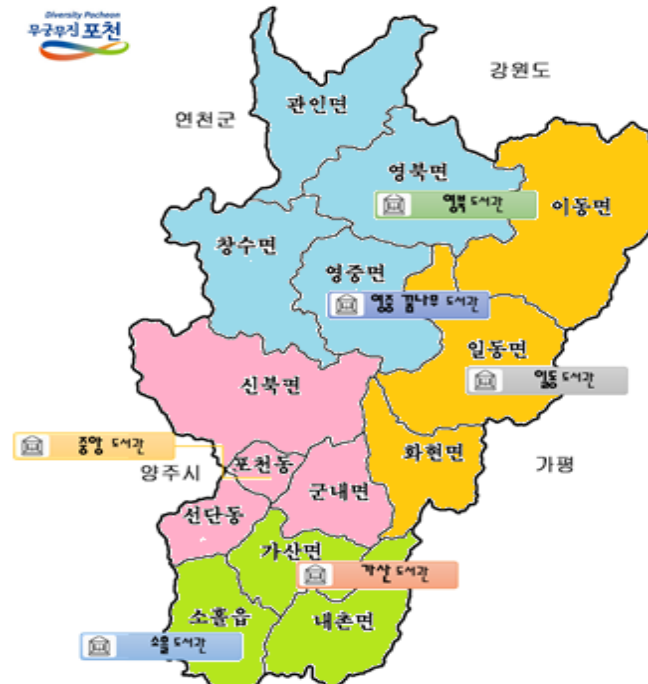 Diversity Pocheon
무궁무진 포천
강원도
연천군
관인면
영북면
영북 도서관
이동면
창수면
영중면
영중 꿈나무 도서관
일동면
일동 도서관
신북면
중앙 도서관
포천동
화현면
양주시
가평
군내면
선단동
가산면
가산 도서관
소흘읍
내촌면
소흘 도서관